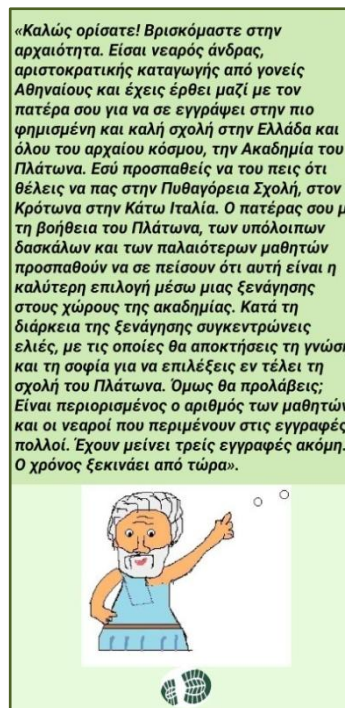 «Καλώς ορίσατε! Βρισκόμαστε στην
αρχαιότητα. Είσαι νεαρός άνδρας,
αριστοκρατικής καταγωγής από γονείς
Αθηναίους και έχεις έρθει μαζί με τον
πατέρα σου για να σε εγγράψει στην πιο
φημισμένη και καλή σχολή στην Ελλάδα και
όλου του αρχαίου κόσμου, την Ακαδημία του
Πλάτωνα. Εσύ προσπαθείς να του πεις ότι
θέλεις να πας στην Πυθαγόρεια Σχολή, στον
Κρότωνα στην Κάτω Ιταλία. Ο πατέρας σου μ
τη βοήθεια του Πλάτωνα, των υπόλοιπων
δασκάλων και των παλαιότερων μαθητών
προσπαθούν να σε πείσουν ότι αυτή είναι η
καλύτερη επιλογή μέσω μιας ξενάγησης
στους χώρους της ακαδημίας. Κατά τη
διάρκεια της ξενάγησης συγκεντρώνεις
ελιές, με τις οποίες θα αποκτήσεις τη γνώση
και τη σοφία για να επιλέξεις εν τέλει τη
σχολή του Πλάτωνα. Όμως θα προλάβεις;
Είναι περιορισμένος ο αριθμός των μαθητών
και οι νεαροί που περιμένουν στις εγγραφές
πολλοί. Έχουν μείνει τρείς εγγραφές ακόμη.
Ο χρόνος ξεκινάει από τώρα».